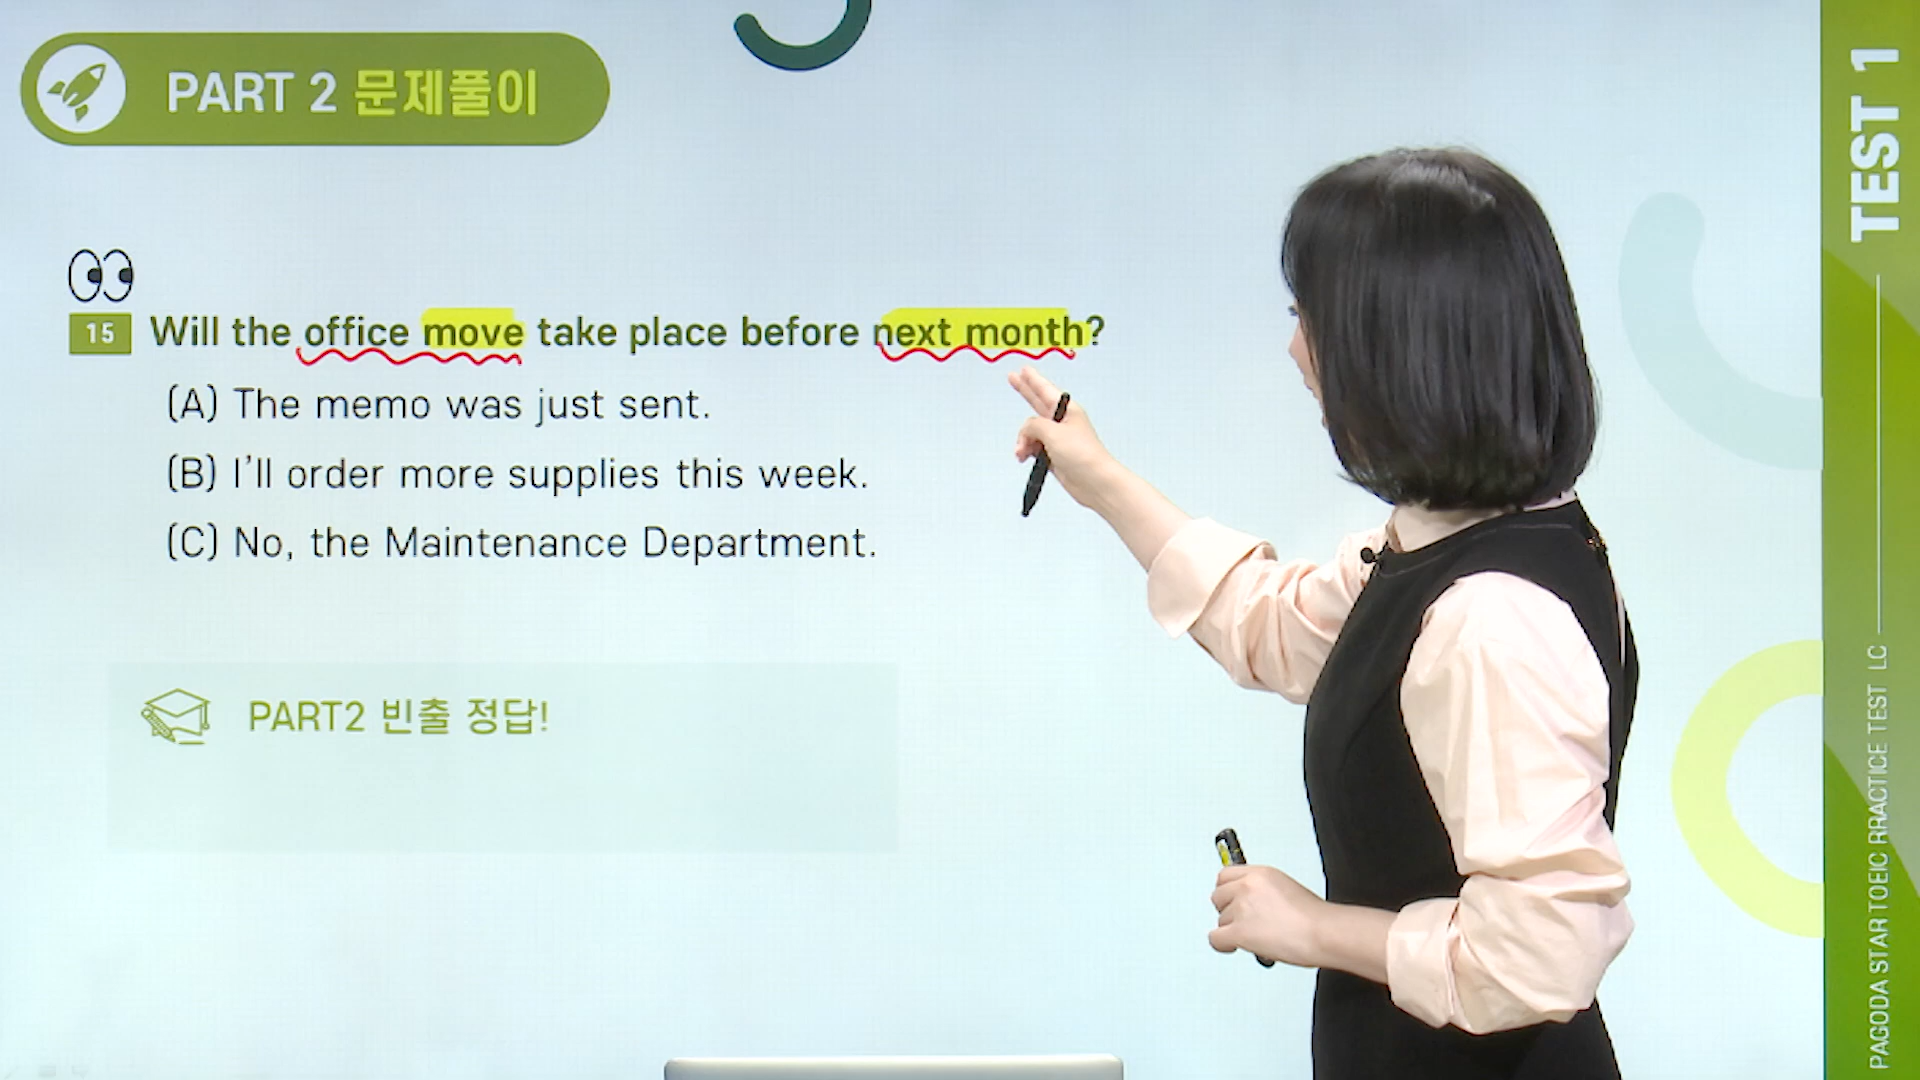 PART 2 문제풀이
15 Will the office move take place before next month?
(A) The memo was just sent.
(B) I'll order more supplies this week.
(C) No, the Maintenance Department.
PART2 빈출 정답!
TEST 1
PAGODA STAR TOEIC RRACTICE TEST LC